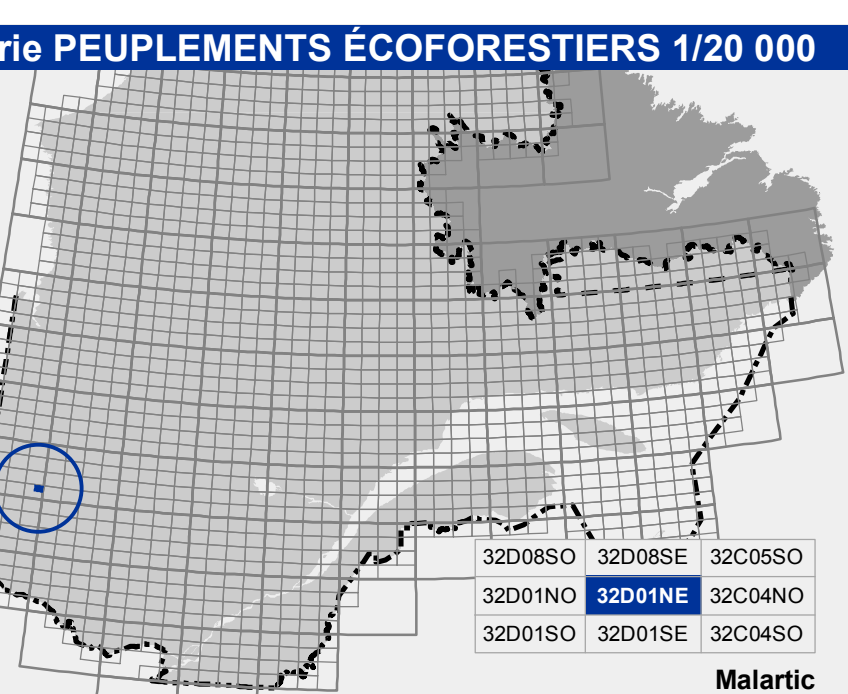 rie PEUPLEMENTS ÉCOFORESTIERS 1/20 000
32D08SO 32D08SE 32C05SO
32D01NO 32D01NE 32C04NO
32D01SO 32D01SE 32C04SO
Malartic